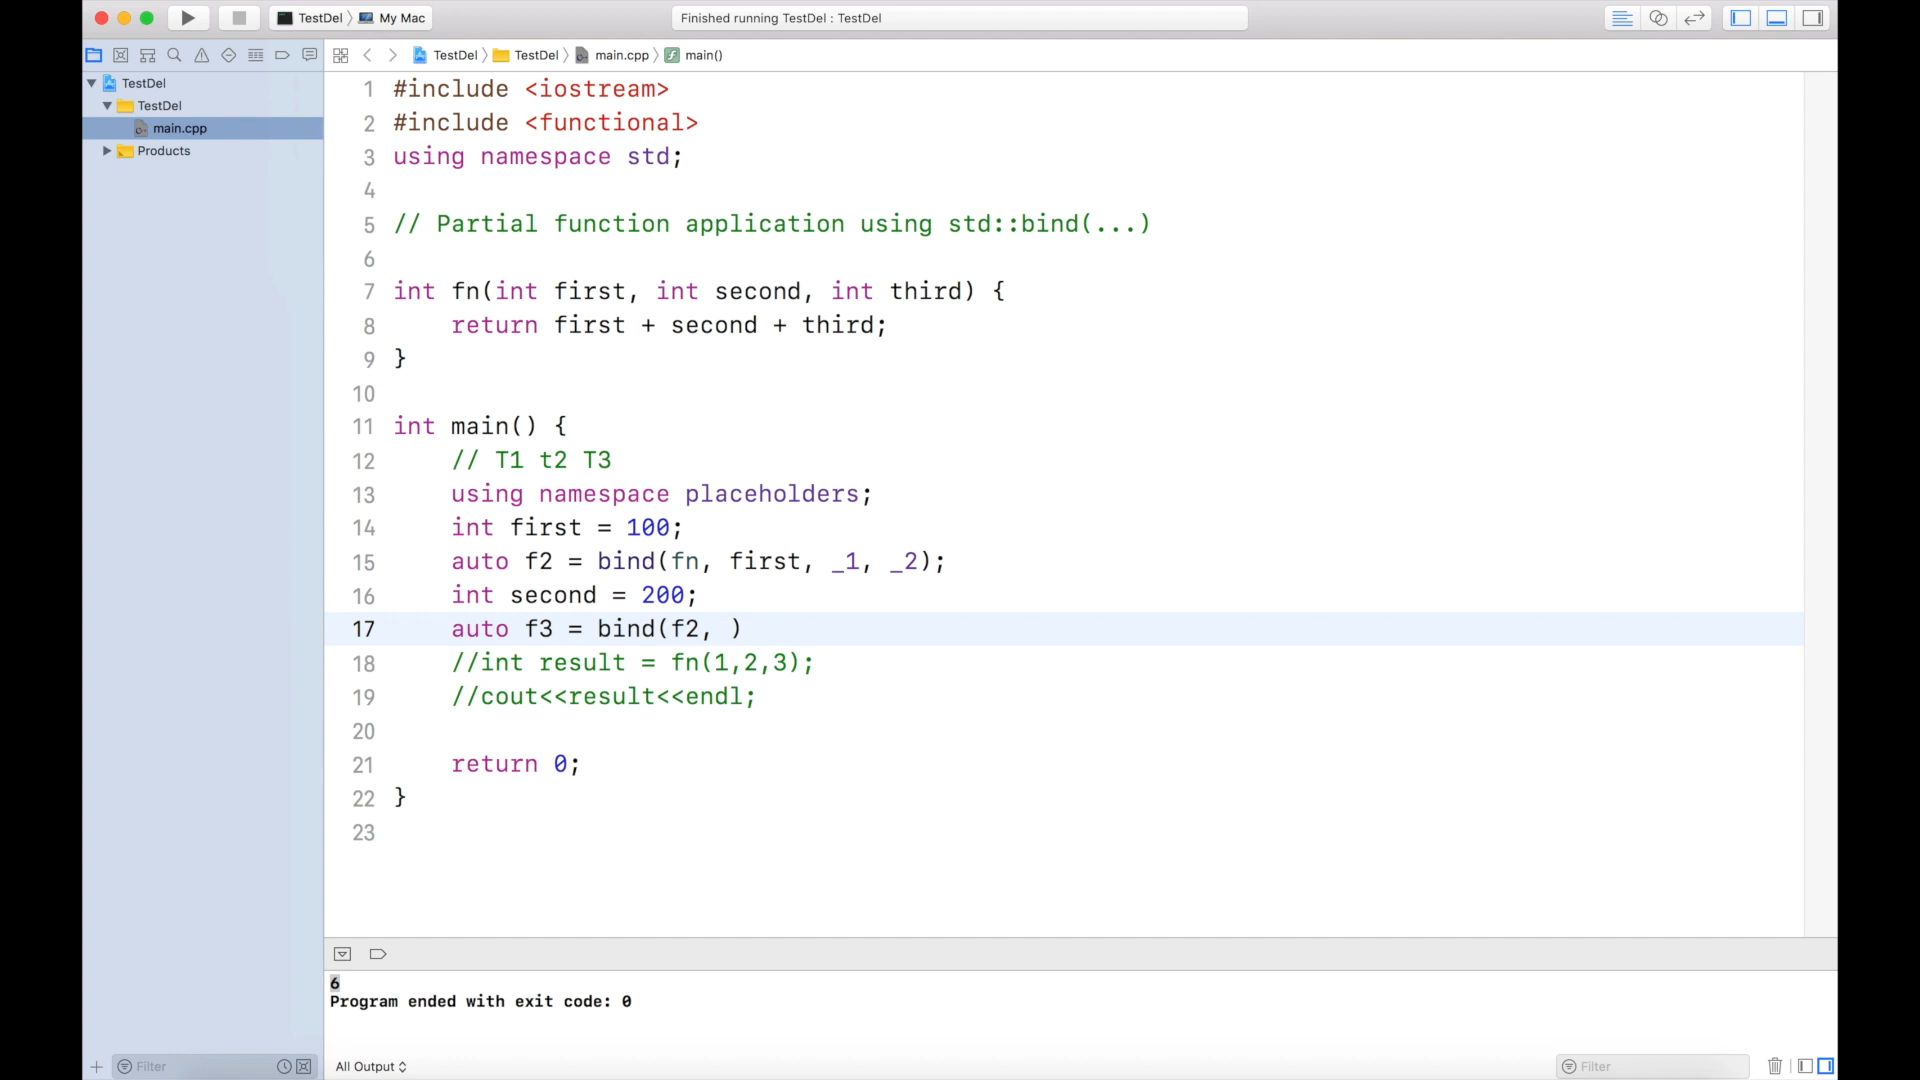 TestDel My Mac
Finished running TestDel : TestDel
TestDel TestDel main.cpp main()
TestDel
TestDel
main.cpp
Products
1 #include <iostream>
2 #include <functional>
3 using namespace std;
4
5 // Partial function application using std::bind(...)
6
7 int fn(int first, int second, int third) {
8 return first + second + third;
9 }
10
11 int main() {
12 // T1 t2 T3
13 using namespace placeholders;
14 int first = 100;
15 auto f2 = bind(fn, first, _1, _2);
16 int second = 200;
17 auto f3 = bind(f2, )
18 //int result = fn(1,2,3);
19 //cout<<result<<endl;
20
21 return 0;
22 }
23
6
Program ended with exit code: 0
Filter
All Output
Filter